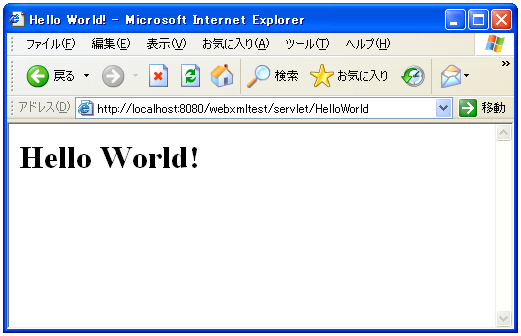 Hello World! - Microsoft Internet Explorer
ファイル(F) 編集(E) 表示(V) お気に入り(A) ツール(T) ヘルプ(H)
戻る 検索 お気に入り
アドレス(D) http://localhost:8080/webxmltest/servlet/HelloWorld 移動
Hello World!